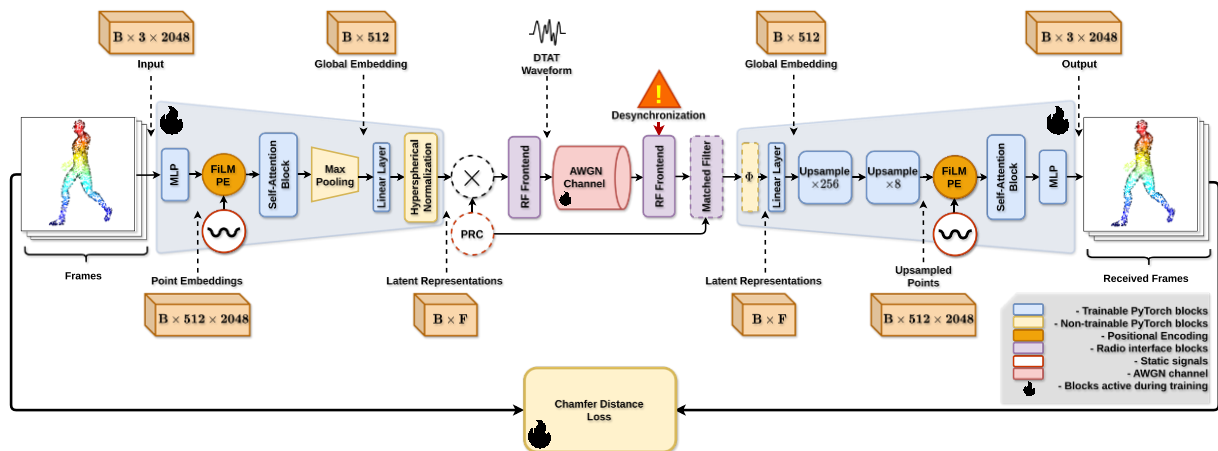 B × 3 × 2048
Input
B × 512
Global Embedding
DTAT
Waveform
!
Desynchronization
B × 512
Global Embedding
B × 3 × 2048
Output
MLP
FiLM
PE
Self-Attention
Block
Max
Pooling
Linear Layer
Hyperspherical
Normalization
×
PRC
RF Frontend
AWGN
Channel
RF Frontend
Matched Filter
Φ
Linear Layer
Upsample
×256
Upsample
×8
FiLM
PE
Self-Attention
Block
MLP
Frames
Point Embeddings
B × 512 × 2048
Latent Representations
B × F
Latent Representations
B × F
Upsampled
Points
B × 512 × 2048
Received Frames
- Trainable PyTorch blocks
- Non-trainable PyTorch blocks
- Positional Encoding
- Radio interface blocks
- Static signals
- AWGN channel
- Blocks active during training
Chamfer Distance
Loss